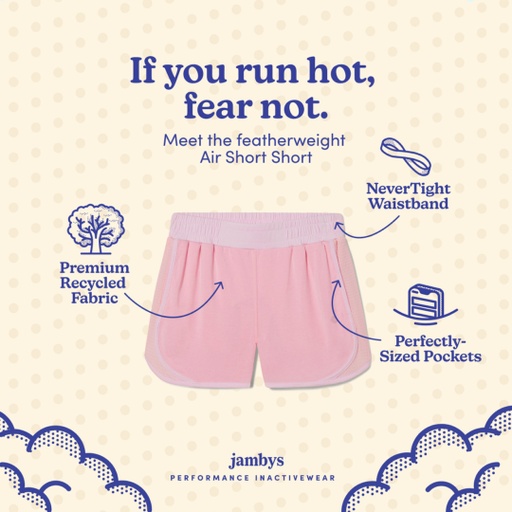 If you run hot,
fear not.
Meet the featherweight
Air Short Short
NeverTight
Waistband
Premium
Recycled
Fabric
Perfectly-
Sized Pockets
jambys
PERFORMANCE INACTIVEWEAR